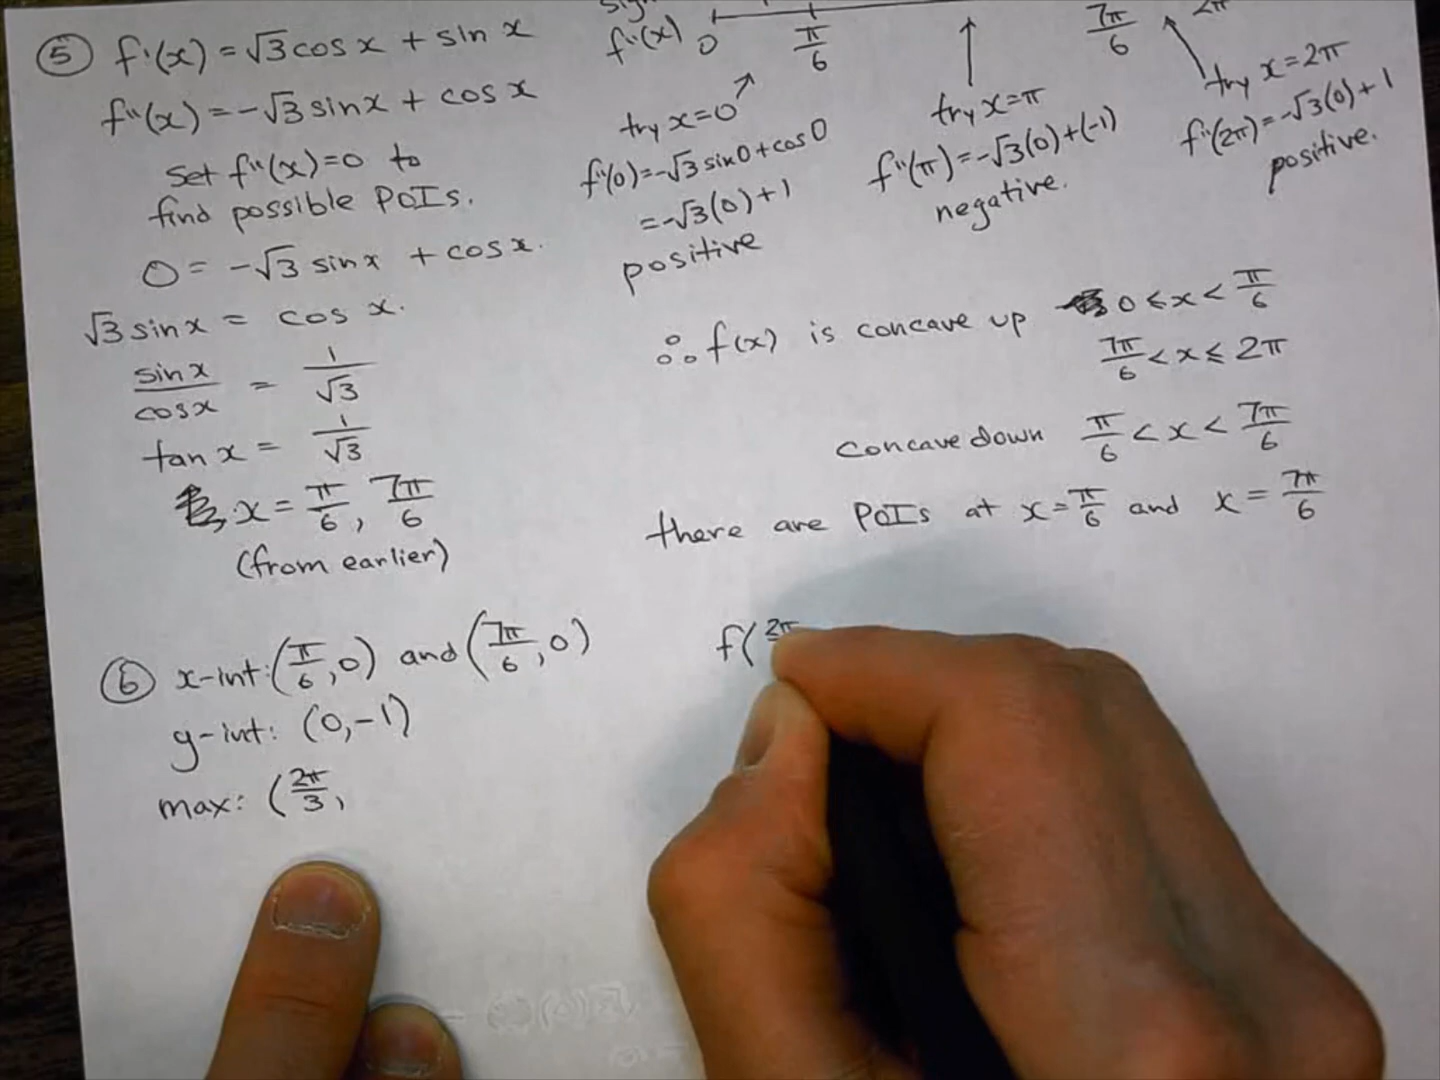 ⑤ f'(x) = √3 cos x + sin x
f''(x) = -√3 sin x + cos x
Set f''(x) = 0 to
find possible POIs.
0 = -√3 sin x + cos x.
√3 sin x = cos x.
sin x / cos x = 1/√3
tan x = 1/√3
x = π/6, 7π/6
(from earlier)
f''(x) 0 π/6 7π/6 2π
try x=0
f''(0) = -√3 sin 0 + cos 0
= -√3(0) + 1
positive
try x=π
f''(π) = -√3(0) + (-1)
negative.
try x=2π
f''(2π) = -√3(0) + 1
positive.
∴ f(x) is concave up 0 ≤ x < π/6
7π/6 < x ≤ 2π
concave down π/6 < x < 7π/6
there are POIs at x = π/6 and x = 7π/6
⑥ x-int: (π/6, 0) and (7π/6, 0)
y-int: (0, -1)
max: (2π/3,
f(2π